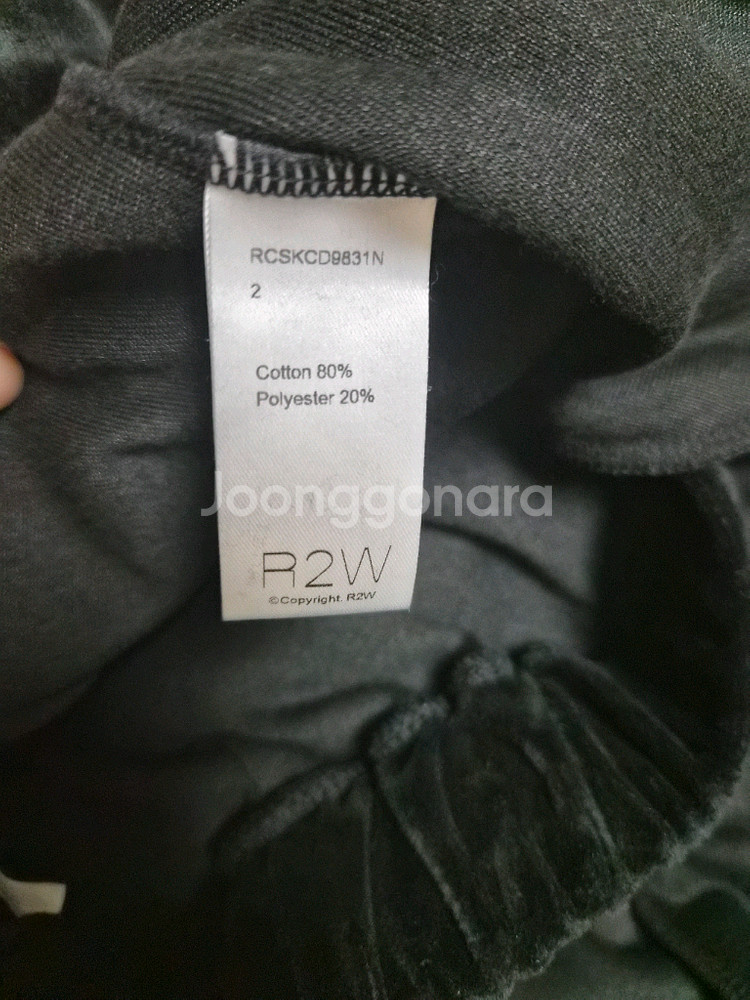 RCSKCD9831N
2
Cotton 80%
Polyester 20%
Joonggonara
R2W
©Copyright. R2W